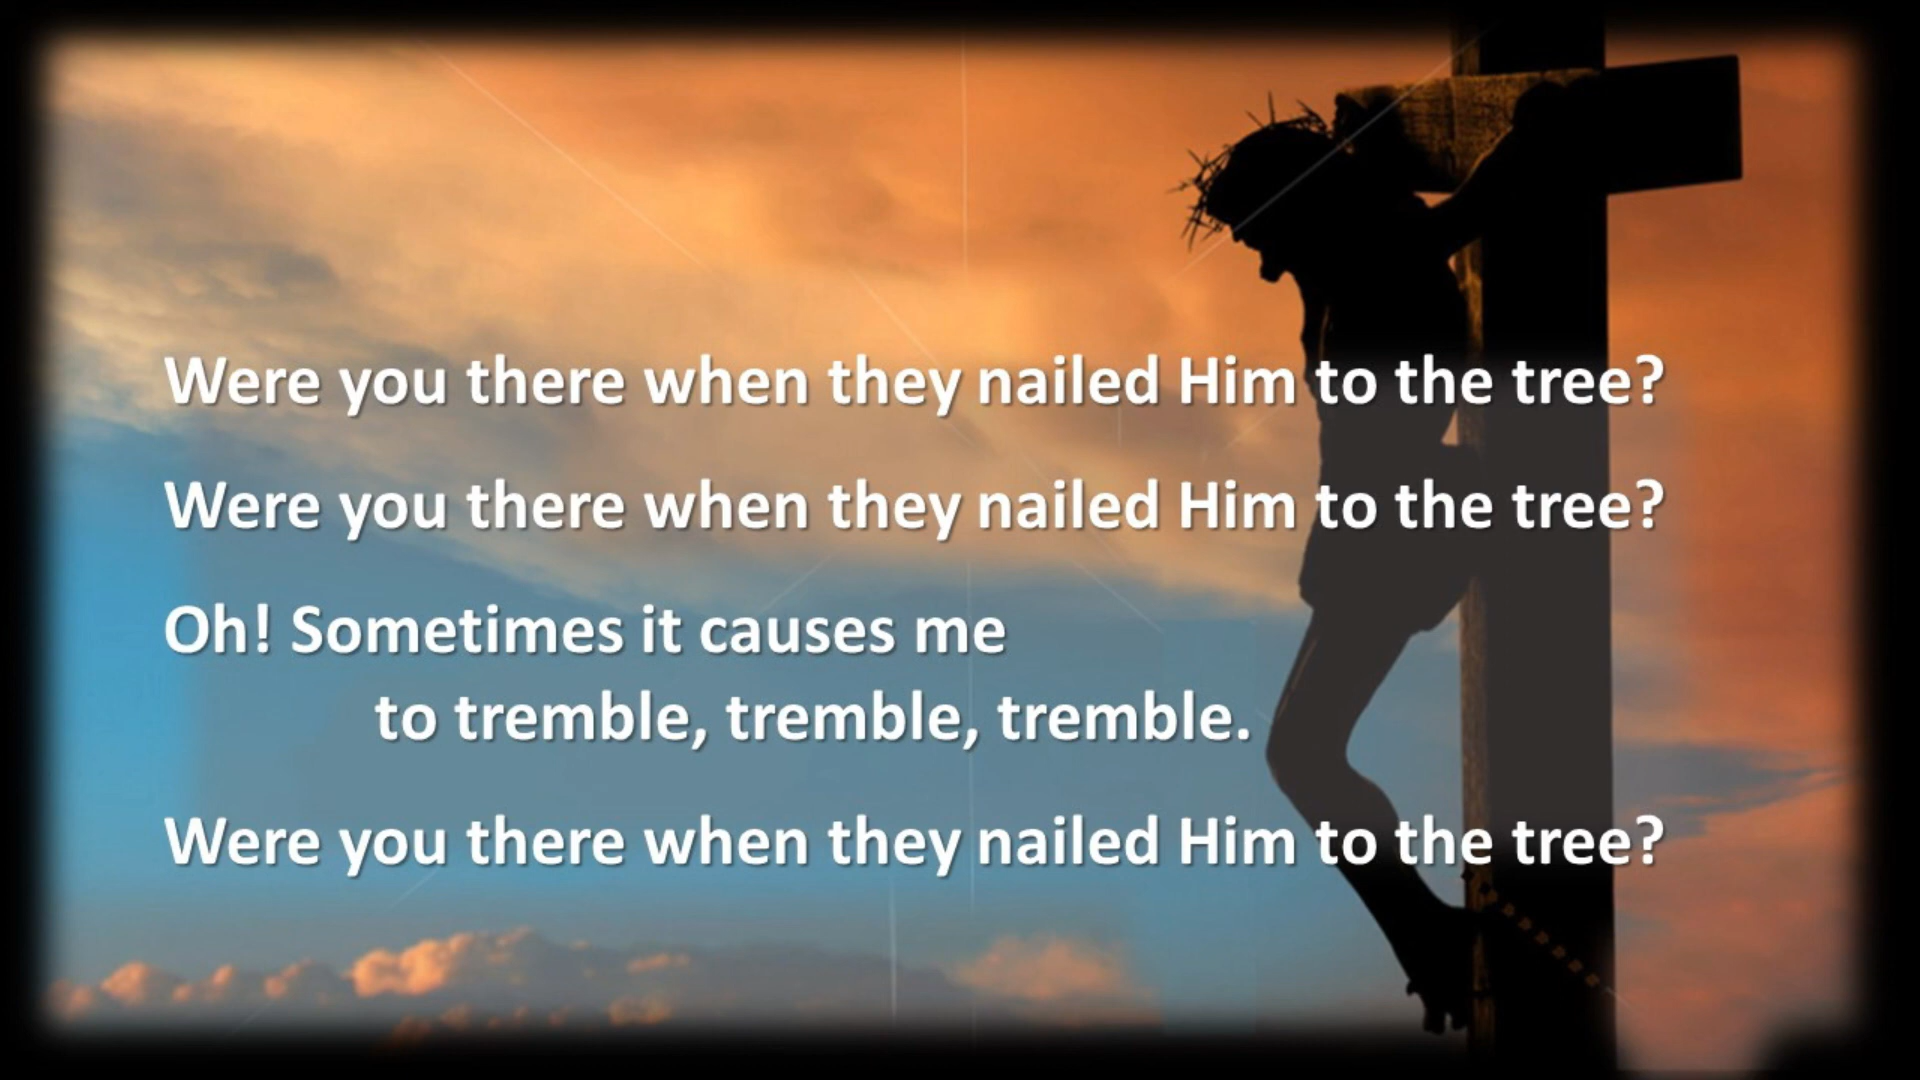 Were you there when they nailed Him to the tree?
Were you there when they nailed Him to the tree?
Oh! Sometimes it causes me
to tremble, tremble, tremble.
Were you there when they nailed Him to the tree?